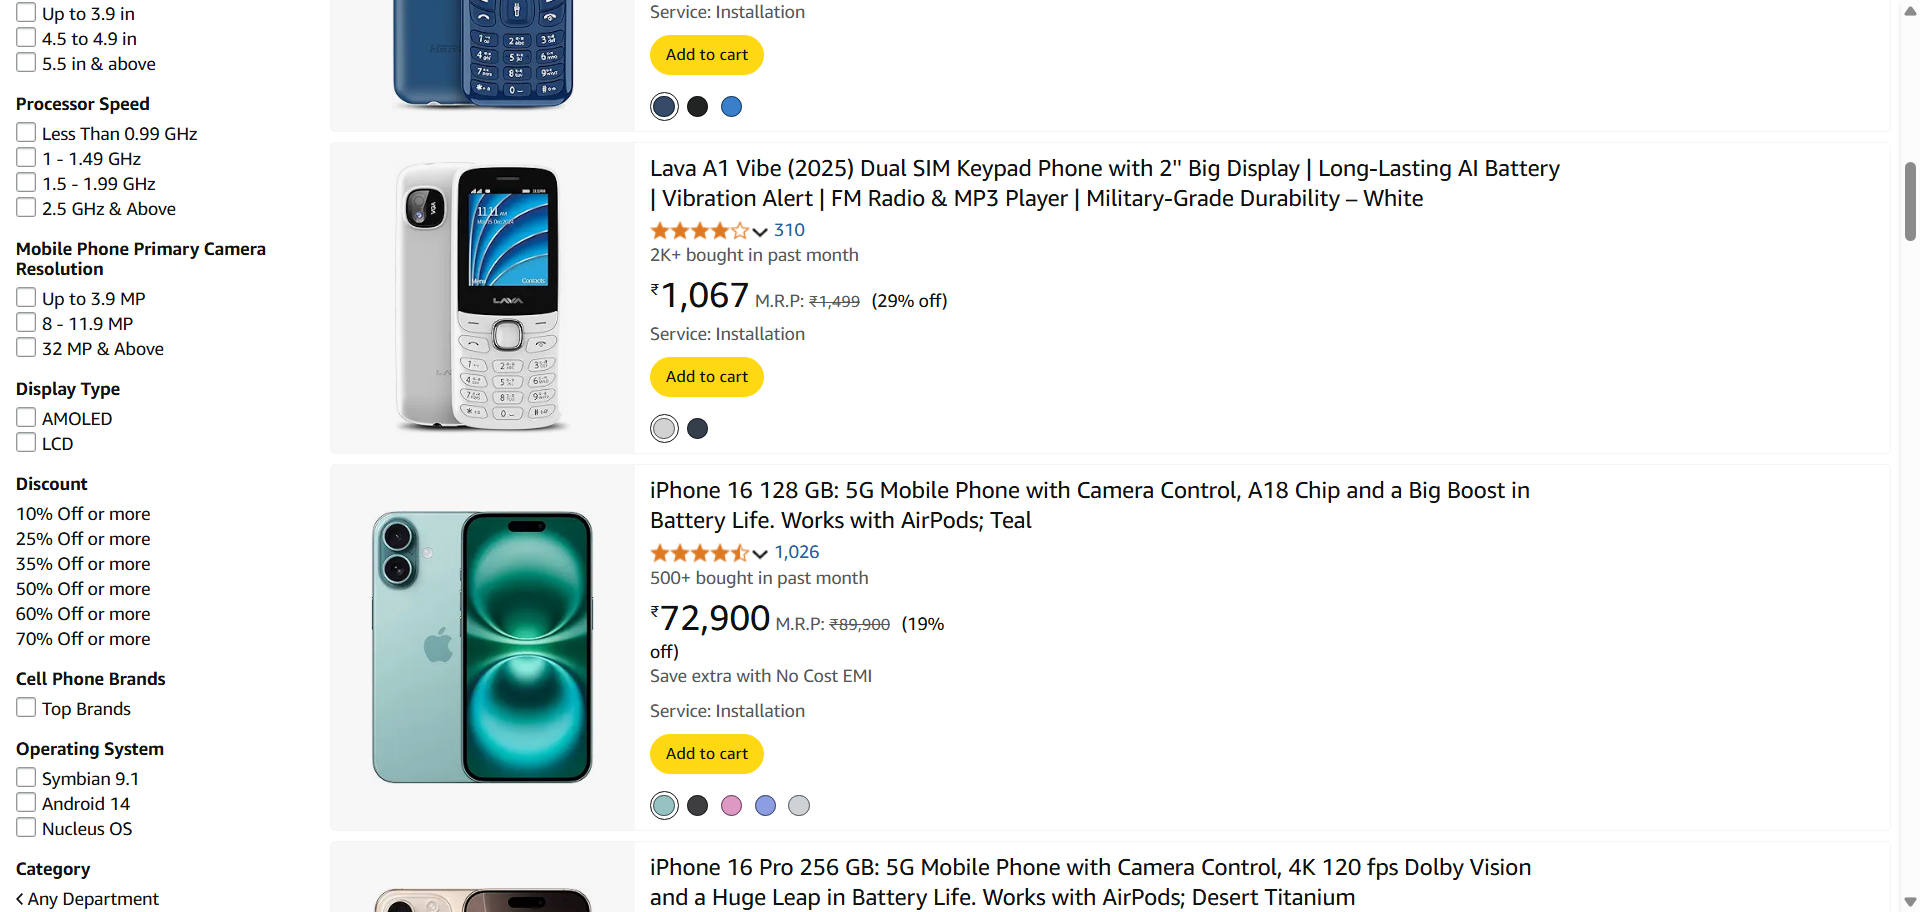 Up to 3.9 in
4.5 to 4.9 in
5.5 in & above
Processor Speed
Less Than 0.99 GHz
1 - 1.49 GHz
1.5 - 1.99 GHz
2.5 GHz & Above
Mobile Phone Primary Camera
Resolution
Up to 3.9 MP
8 - 11.9 MP
32 MP & Above
Display Type
AMOLED
LCD
Discount
10% Off or more
25% Off or more
35% Off or more
50% Off or more
60% Off or more
70% Off or more
Cell Phone Brands
Top Brands
Operating System
Symbian 9.1
Android 14
Nucleus OS
Category
Any Department
Service: Installation
Add to cart
Lava A1 Vibe (2025) Dual SIM Keypad Phone with 2" Big Display | Long-Lasting AI Battery
| Vibration Alert | FM Radio & MP3 Player | Military-Grade Durability – White
310
2K+ bought in past month
₹1,067 M.R.P: ₹1,499 (29% off)
Service: Installation
Add to cart
LAVA
iPhone 16 128 GB: 5G Mobile Phone with Camera Control, A18 Chip and a Big Boost in
Battery Life. Works with AirPods; Teal
1,026
500+ bought in past month
₹72,900 M.R.P: ₹89,900 (19%
off)
Save extra with No Cost EMI
Service: Installation
Add to cart
iPhone 16 Pro 256 GB: 5G Mobile Phone with Camera Control, 4K 120 fps Dolby Vision
and a Huge Leap in Battery Life. Works with AirPods; Desert Titanium